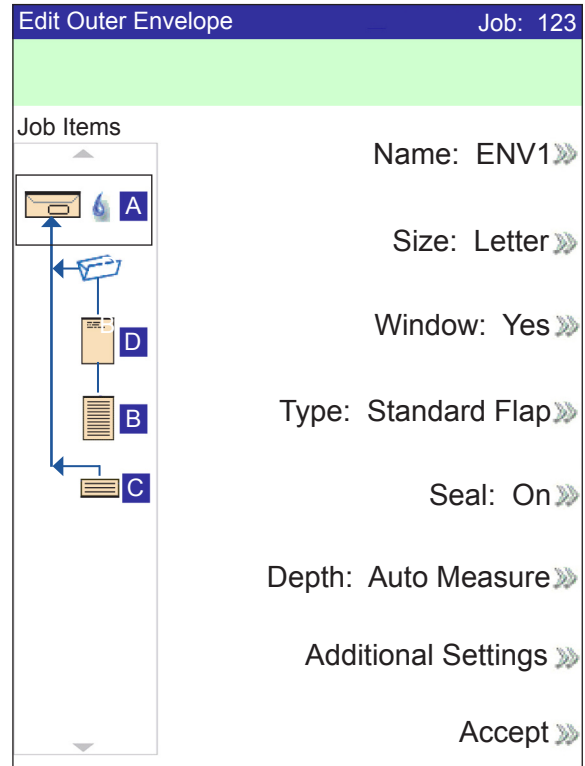 Edit Outer Envelope Job: 123
Job Items
Name: ENV1
Size: Letter
A
Window: Yes
B
D
Type: Standard Flap
B
Seal: On
C
Depth: Auto Measure
Additional Settings
Accept